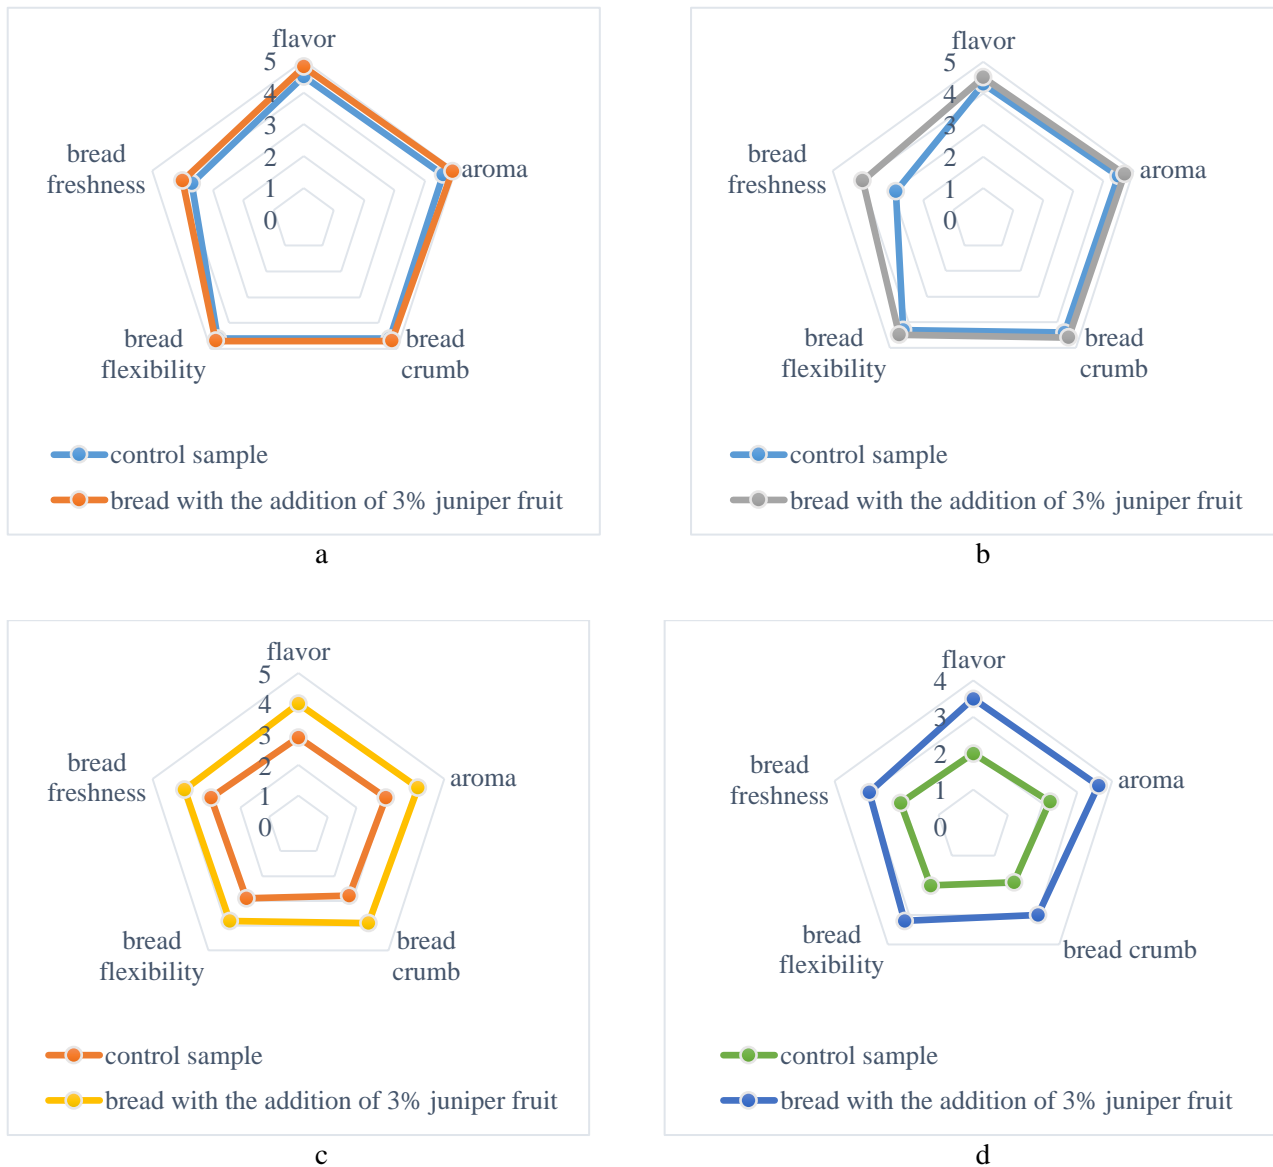 flavor
5
4
3
2
1
0
aroma
bread
crumb
bread
flexibility
bread
freshness
control sample
bread with the addition of 3% juniper fruit
a
flavor
5
4
3
2
1
0
aroma
bread
crumb
bread
flexibility
bread
freshness
control sample
bread with the addition of 3% juniper fruit
b
flavor
5
4
3
2
1
0
aroma
bread
crumb
bread
flexibility
bread
freshness
control sample
bread with the addition of 3% juniper fruit
c
flavor
4
3
2
1
0
aroma
bread crumb
bread
flexibility
bread
freshness
control sample
bread with the addition of 3% juniper fruit
d